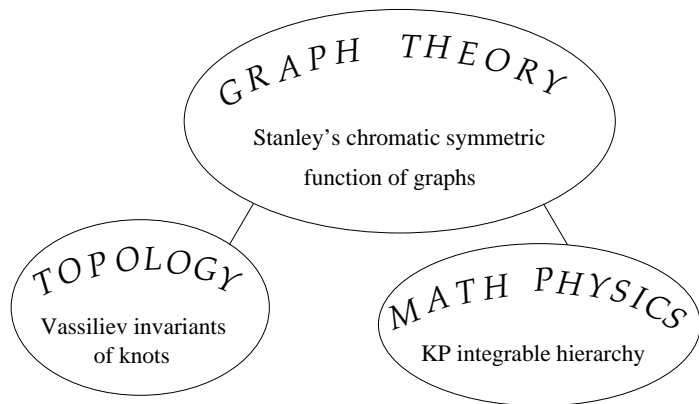 GRAPH THEORY
Stanley's chromatic symmetric
function of graphs
TOPOLOGY
Vassiliev invariants
of knots
MATH PHYSICS
KP integrable hierarchy